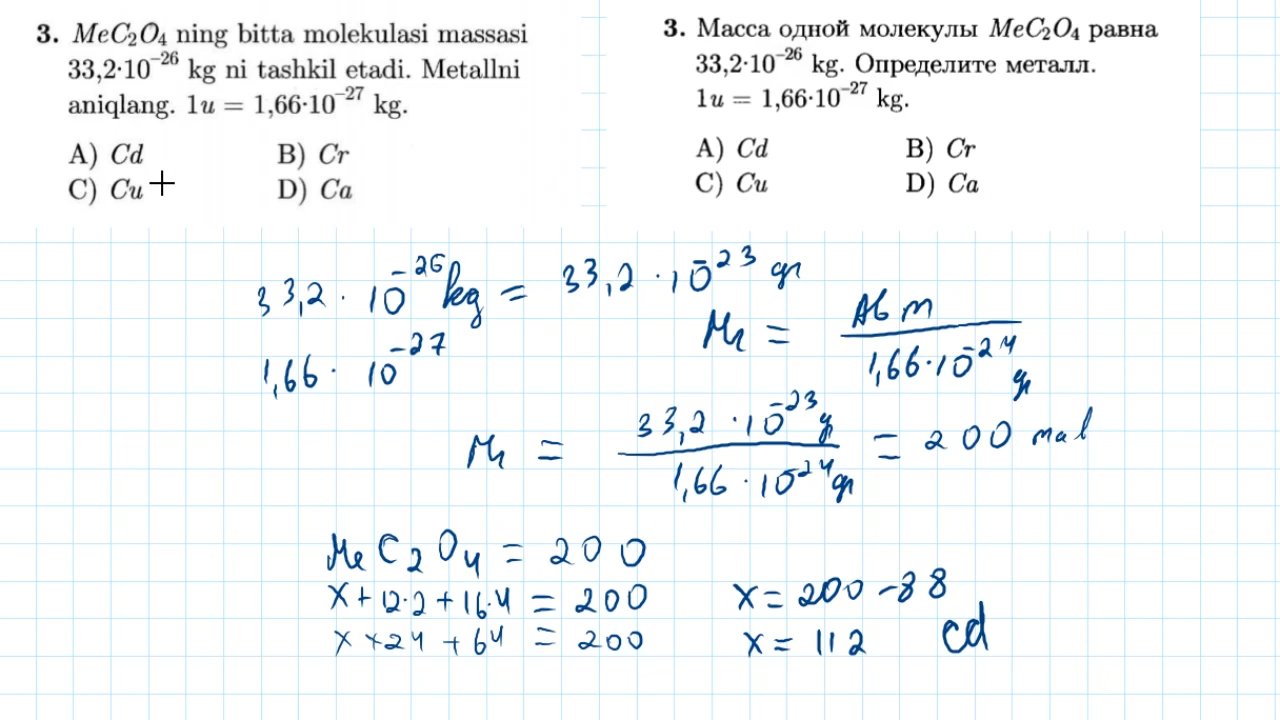 3. MeC₂O₄ ning bitta molekulasi massasi
33,2·10⁻²⁶ kg ni tashkil etadi. Metallni
aniqlang. 1u = 1,66·10⁻²⁷ kg.
A) Cd B) Cr
C) Cu + D) Ca
3. Масса одной молекулы MeC₂O₄ равна
33,2·10⁻²⁶ kg. Определите металл.
1u = 1,66·10⁻²⁷ kg.
A) Cd B) Cr
C) Cu D) Ca
33,2 · 10⁻²⁶ kg = 33,2 · 10⁻²³ gr
1,66 · 10⁻²⁷
Mr = Ab m / 1,66·10⁻²⁴ gr
Mr = 33,2 · 10⁻²³ g / 1,66 · 10⁻²⁴ gr = 200 mol
MeC₂O₄ = 200
x + 12·2 + 16·4 = 200
x + 24 + 64 = 200
x = 200 - 88
x = 112 Cd